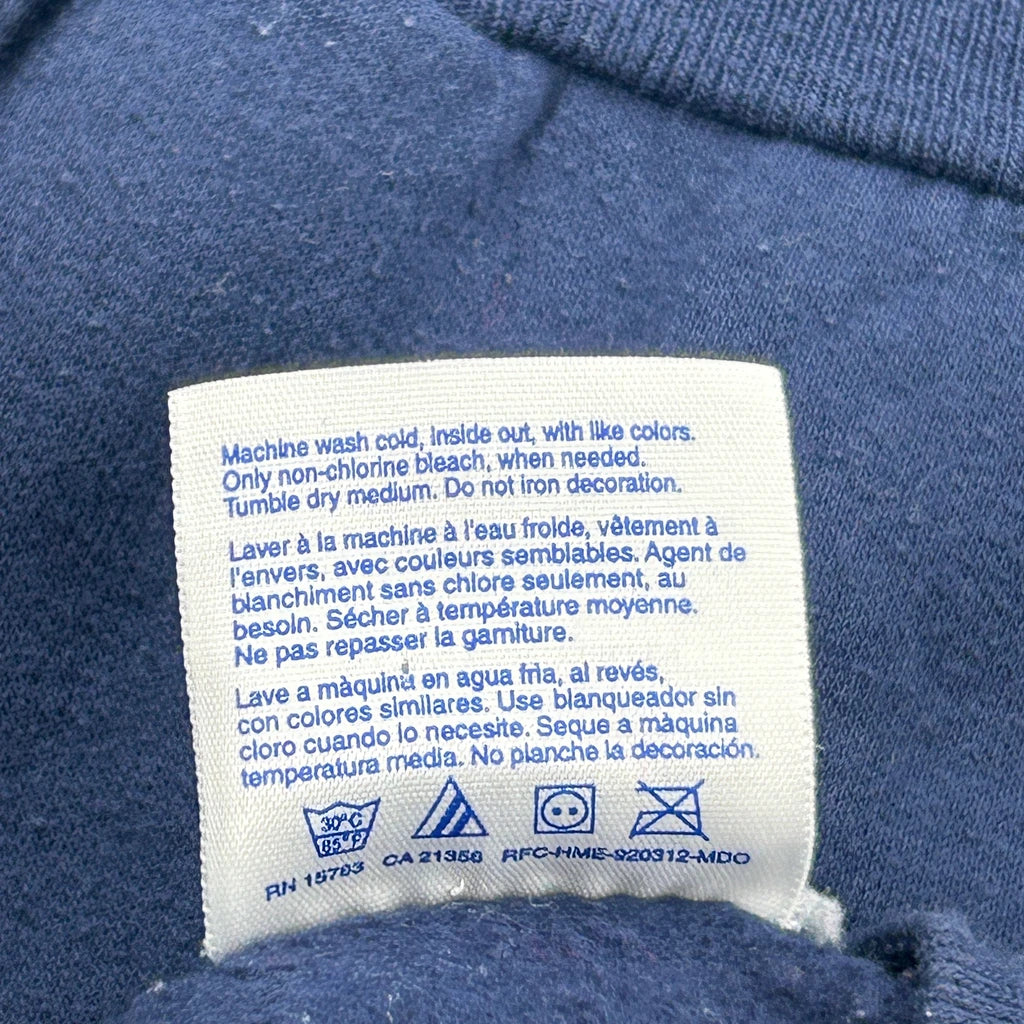 Machine wash cold, inside out, with like colors.
Only non-chlorine bleach, when needed.
Tumble dry medium. Do not iron decoration.
Laver à la machine à l'eau froide, vêtement à
l'envers, avec couleurs semblables. Agent de
blanchiment sans chlore seulement, au
besoin. Sécher à température moyenne.
Ne pas repasser la garniture.
Lave a màquina en agua fria, al revés,
con colores similares. Use blanqueador sin
cloro cuando lo necesite. Seque a màquina
temperatura media. No planche la decoración.
30°C
85°F
RN 15763 CA 21356 RFC-HME-920312-MDO